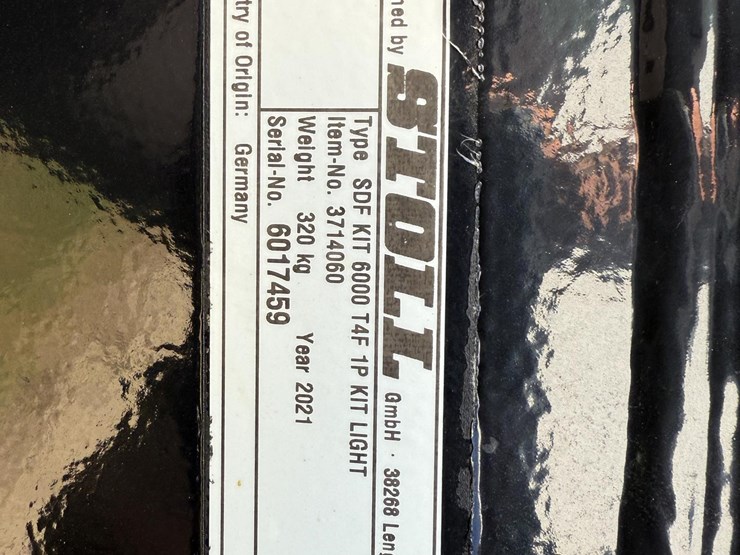 ned by STOLL GmbH · 38268 Leng
Type SDF KIT 6000 T4F 1P KIT LIGHT
Item-No. 3714060
Weight 320 kg Year 2021
Serial-No. 6017459
try of Origin: Germany